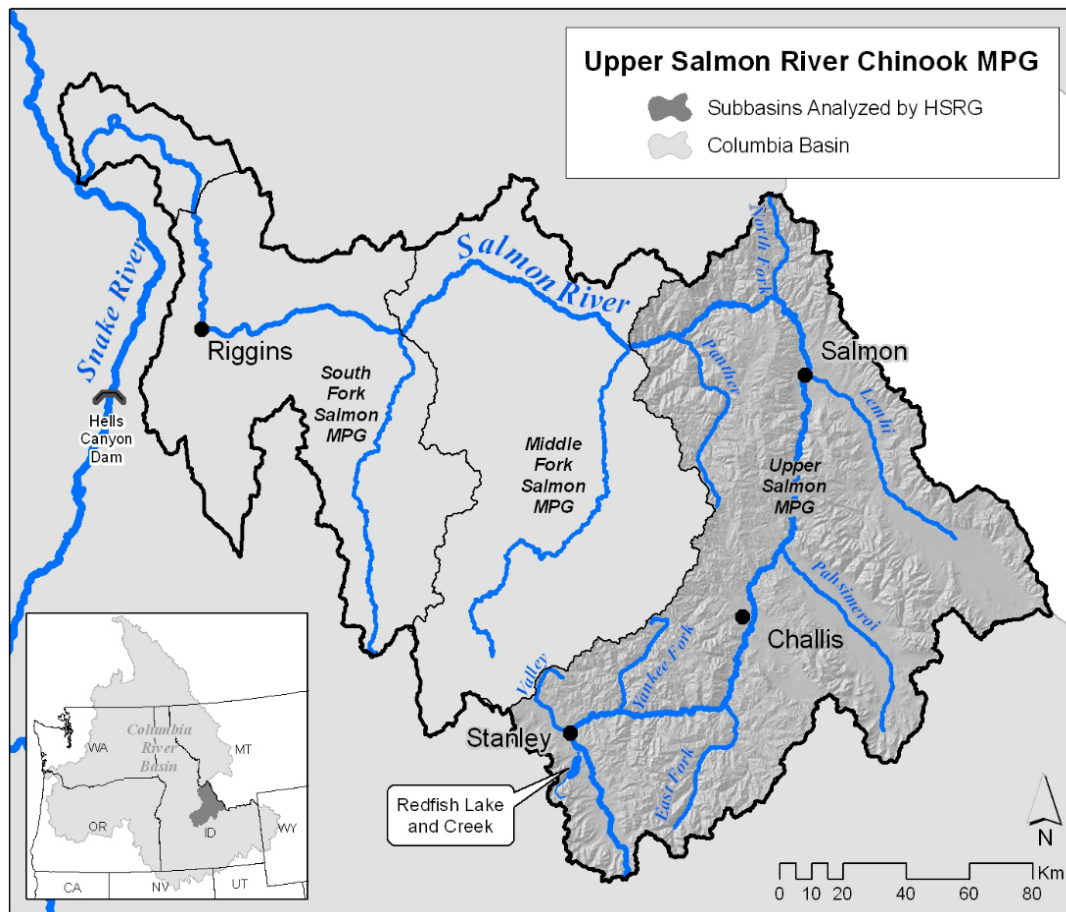 Upper Salmon River Chinook MPG
Subbasins Analyzed by HSRG
Columbia Basin
Snake River
Salmon River
North Fork
Riggins
Salmon
Panther
Lemhi
South
Fork
Salmon
MPG
Hells
Canyon
Dam
Middle
Fork
Salmon
MPG
Upper
Salmon
MPG
Pahsimeroi
Challis
Valley
Yankee Fork
Stanley
East Fork
Redfish Lake
and Creek
Columbia
River
Basin
WA
MT
OR
ID
WY
CA
NV
UT
N
Km
0 5 10 20 40 60 80